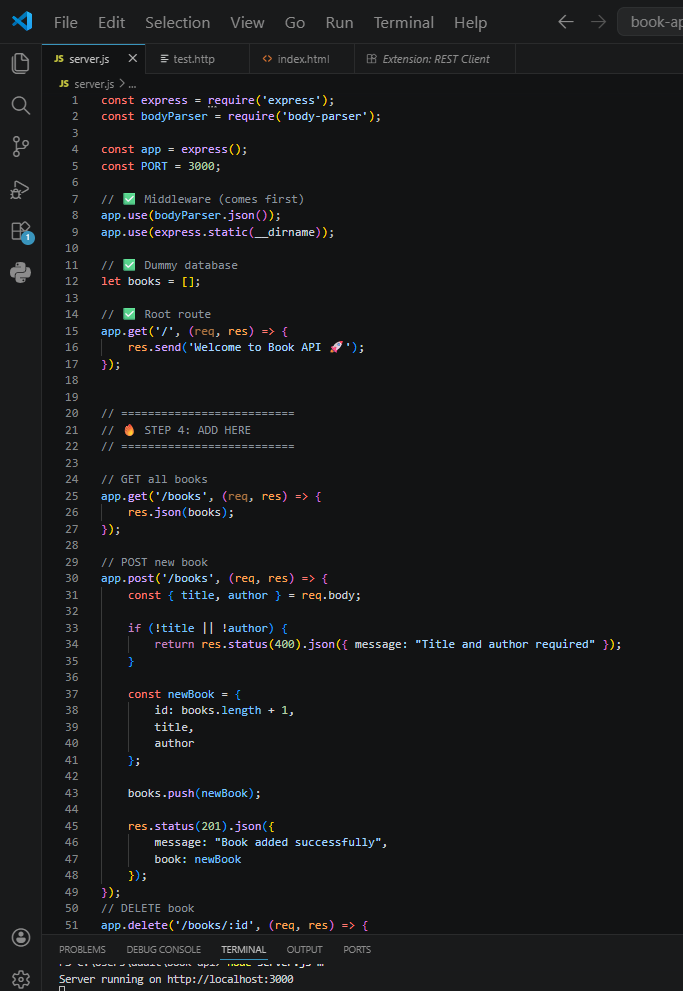 File Edit Selection View Go Run Terminal Help
JS server.js test.http <> index.html Extension: REST Client
JS server.js > ...
1 const express = require('express');
2 const bodyParser = require('body-parser');
3
4 const app = express();
5 const PORT = 3000;
6
7 // ✅ Middleware (comes first)
8 app.use(bodyParser.json());
9 app.use(express.static(__dirname));
10
11 // ✅ Dummy database
12 let books = [];
13
14 // ✅ Root route
15 app.get('/', (req, res) => {
16     res.send('Welcome to Book API 🚀');
17 });
18
19
20 // ==========================
21 // 🔥 STEP 4: ADD HERE
22 // ==========================
23
24 // GET all books
25 app.get('/books', (req, res) => {
26     res.json(books);
27 });
28
29 // POST new book
30 app.post('/books', (req, res) => {
31     const { title, author } = req.body;
32
33     if (!title || !author) {
34         return res.status(400).json({ message: "Title and author required" });
35     }
36
37     const newBook = {
38         id: books.length + 1,
39         title,
40         author
41     };
42
43     books.push(newBook);
44
45     res.status(201).json({
46         message: "Book added successfully",
47         book: newBook
48     });
49 });
50 // DELETE book
51 app.delete('/books/:id', (req, res) => {
1
PROBLEMS DEBUG CONSOLE TERMINAL OUTPUT PORTS
Server running on http://localhost:3000